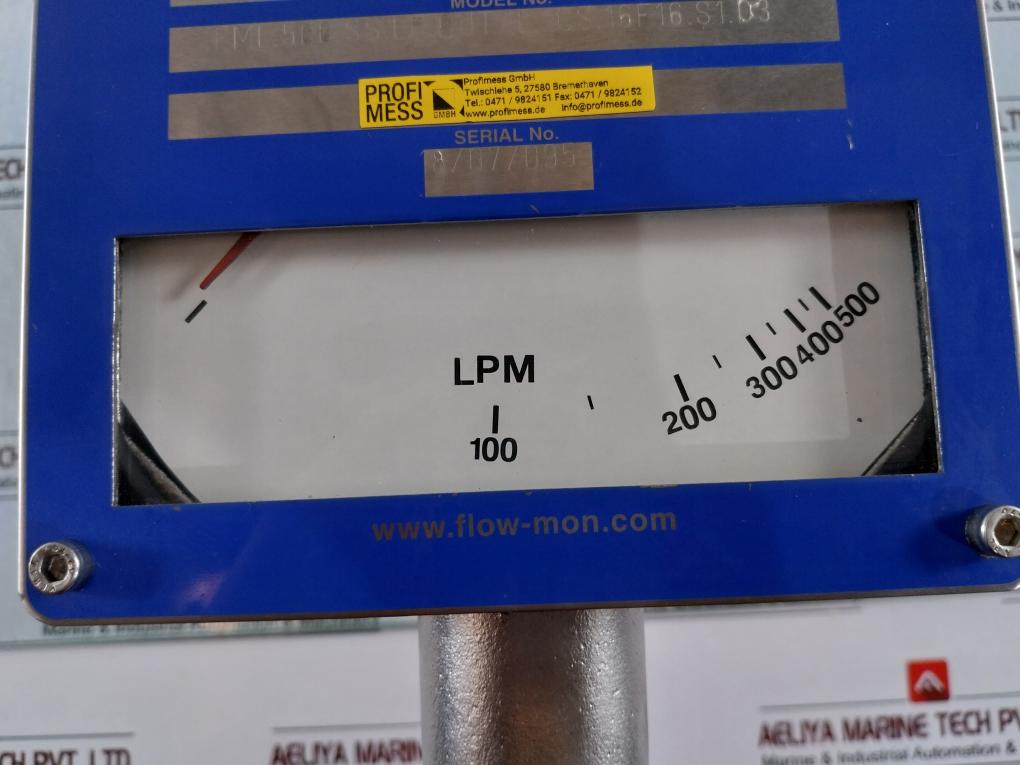 MODEL No.
PROFI
MESS
GMBH
Profimess GmbH
Twischlehe 5, 27580 Bremerhaven
Tel.: 0471 / 9824151 Fax: 0471 / 9824152
www.profimess.de info@profimess.de
SERIAL No.
LPM
100
200
300
400
500
www.flow-mon.com
PVT. LTD
AELIYA MARINE
AELIYA MARINE TECH PV
Marine & Industrial Automation &